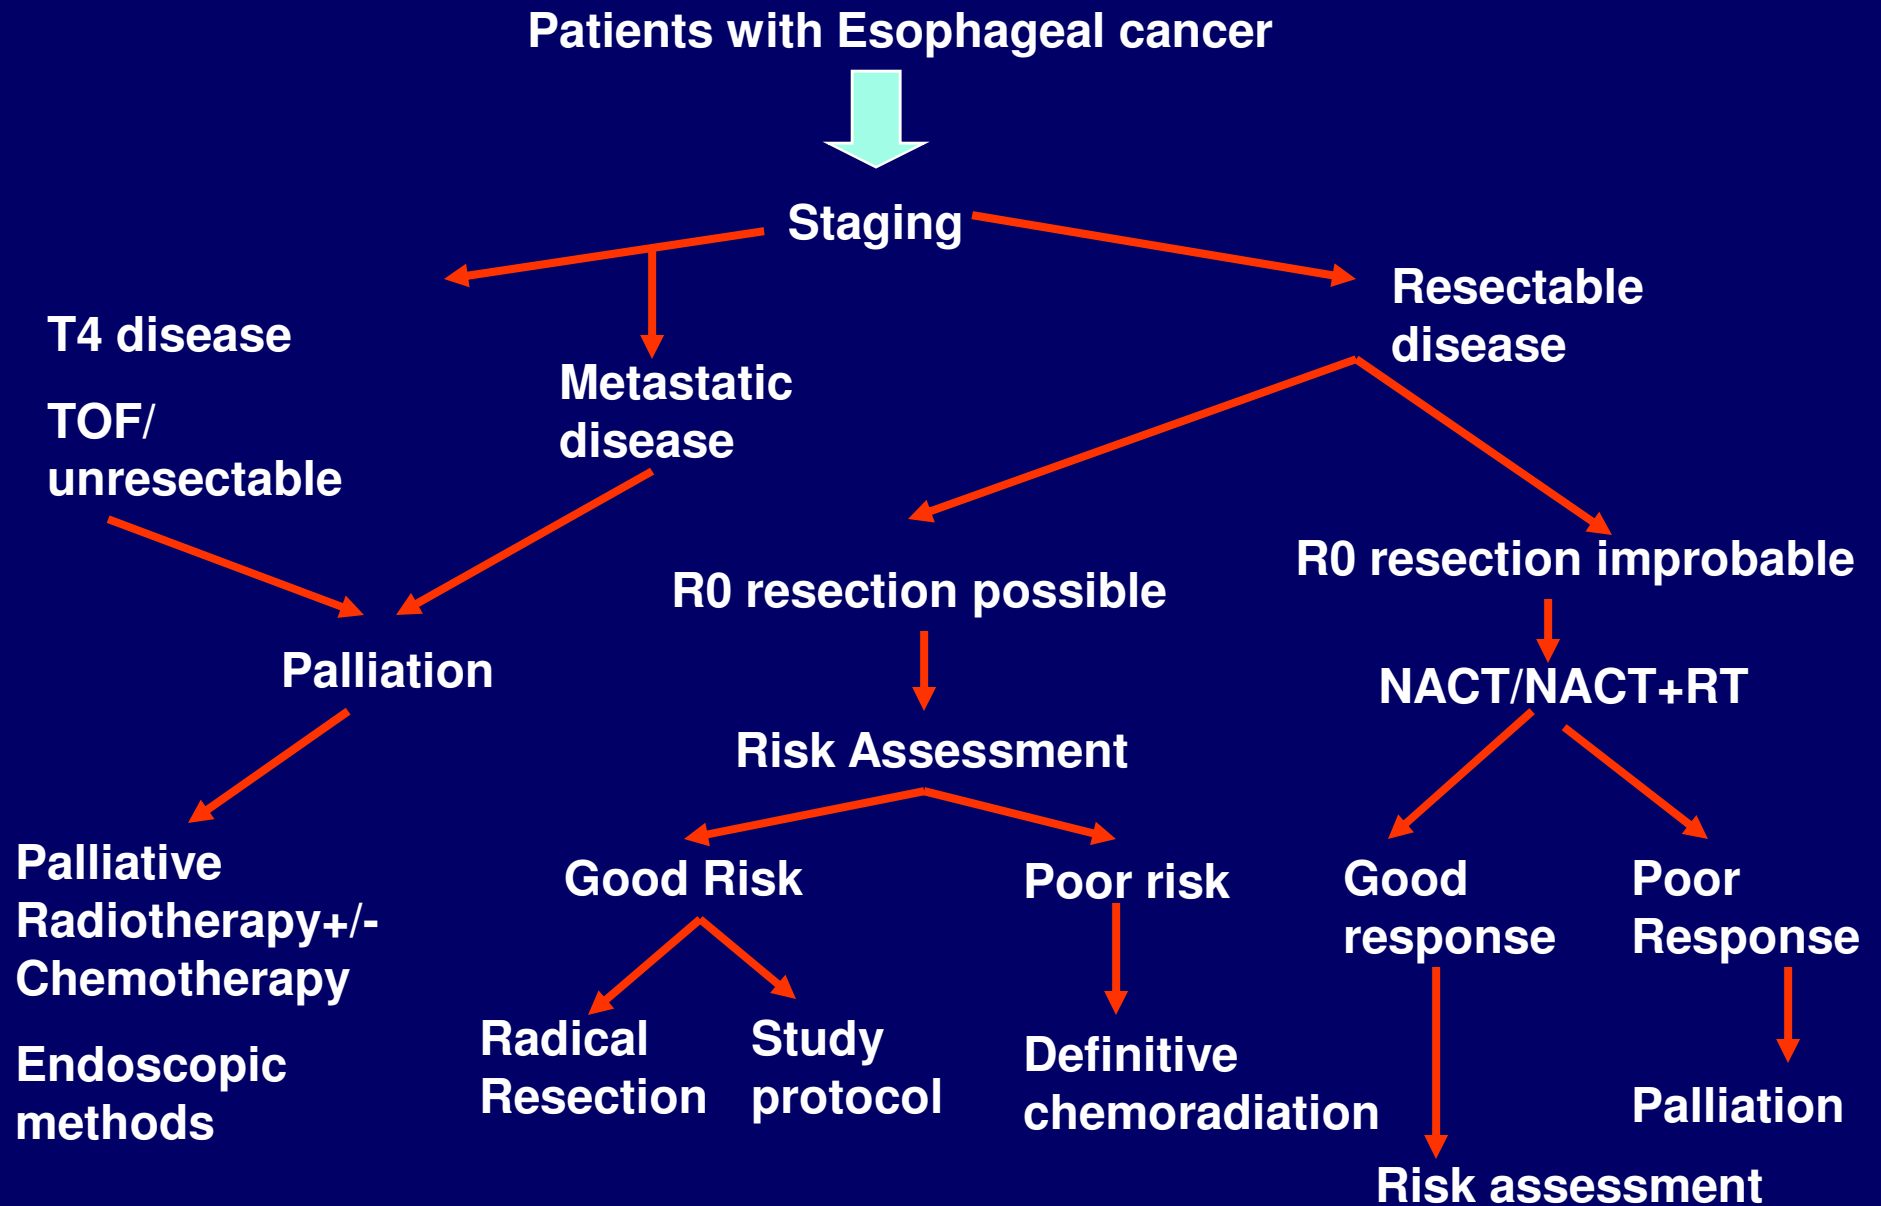 Patients with Esophageal cancer
Staging
T4 disease
TOF/
unresectable
Metastatic
disease
Resectable
disease
Palliation
R0 resection possible
R0 resection improbable
NACT/NACT+RT
Risk Assessment
Palliative
Radiotherapy+/-
Chemotherapy
Endoscopic
methods
Good Risk
Poor risk
Good
response
Poor
Response
Radical
Resection
Study
protocol
Definitive
chemoradiation
Palliation
Risk assessment